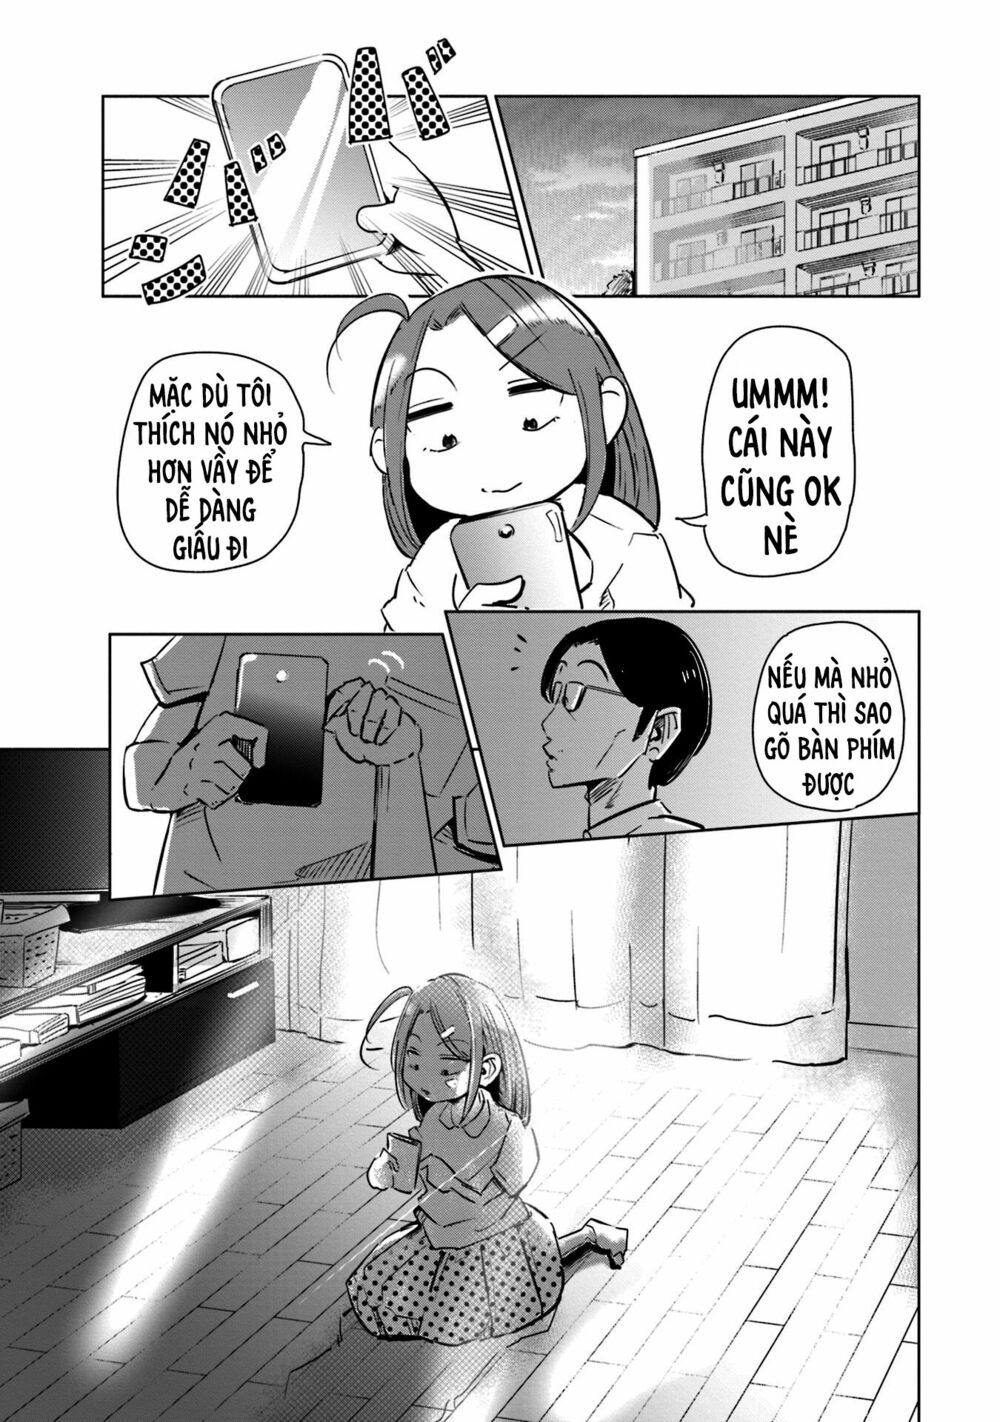 UMMM!
CÁI NÀY
CŨNG OK
NÈ
MẶC DÙ TÔI
THÍCH NÓ NHỎ
HƠN VẦY ĐỂ
DỄ DÀNG
GIẤU ĐI
NẾU MÀ NHỎ
QUÁ THÌ SAO
GÕ BÀN PHÍM
ĐƯỢC